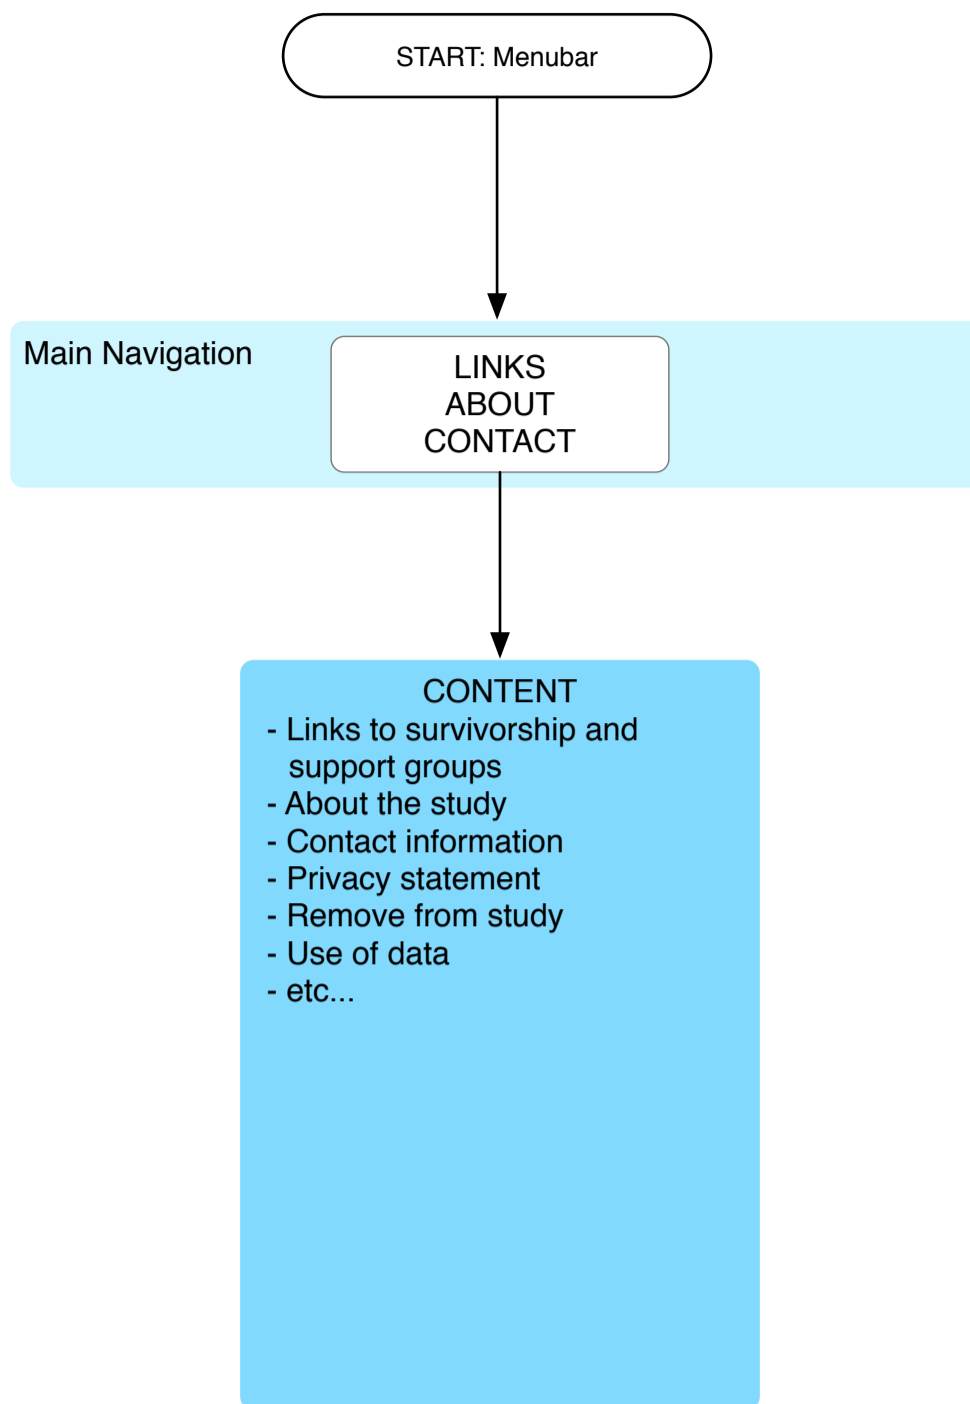 START: Menubar
Main Navigation
LINKS
ABOUT
CONTACT
CONTENT
- Links to survivorship and
support groups
- About the study
- Contact information
- Privacy statement
- Remove from study
- Use of data
- etc...